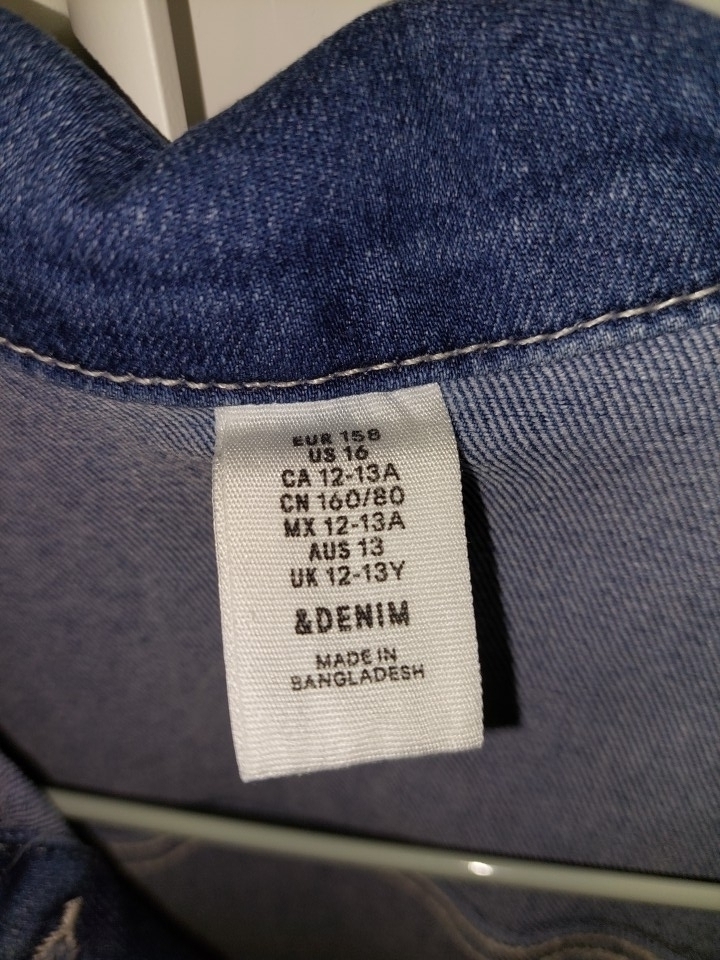 EUR 158
US 16
CA 12-13A
CN 160/80
MX 12-13A
AUS 13
UK 12-13Y
&DENIM
MADE IN
BANGLADESH